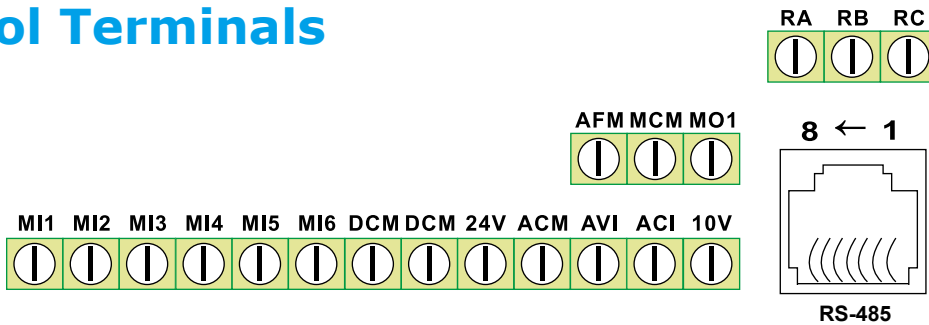 ol Terminals
RA RB RC
AFM MCM MO1
8 ← 1
MI1 MI2 MI3 MI4 MI5 MI6 DCM DCM 24V ACM AVI ACI 10V
RS-485